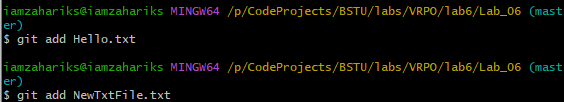 iamzahariks@iamzahariks MINGW64 /p/CodeProjects/BSTU/labs/VRPO/lab6/Lab_06 (mast
er)
$ git add Hello.txt
iamzahariks@iamzahariks MINGW64 /p/CodeProjects/BSTU/labs/VRPO/lab6/Lab_06 (mast
er)
$ git add NewTxtFile.txt